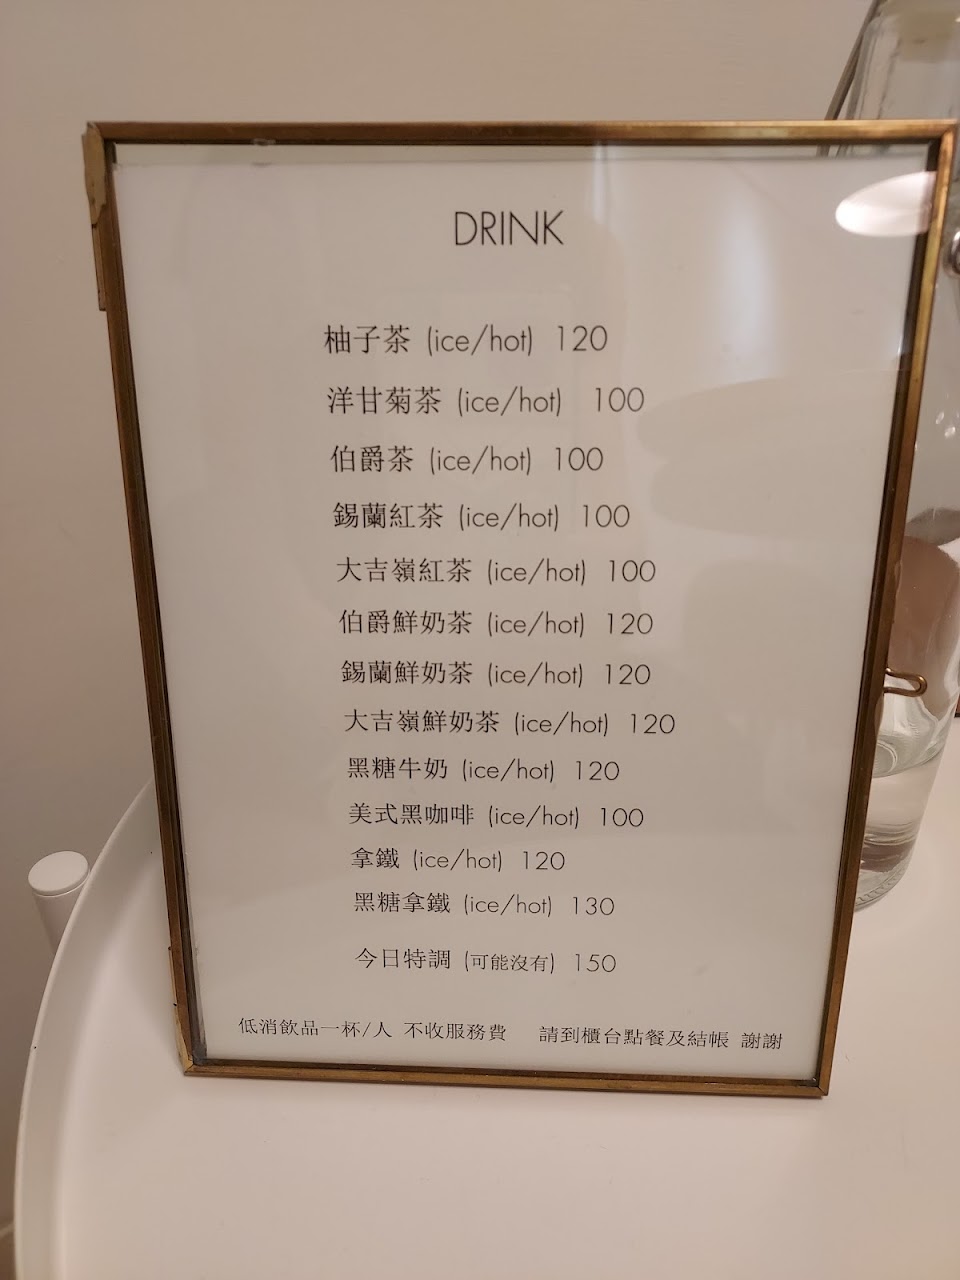 DRINK
柚子茶 (ice/hot) 120
洋甘菊茶 (ice/hot) 100
伯爵茶 (ice/hot) 100
錫蘭紅茶 (ice/hot) 100
大吉嶺紅茶 (ice/hot) 100
伯爵鮮奶茶 (ice/hot) 120
錫蘭鮮奶茶 (ice/hot) 120
大吉嶺鮮奶茶 (ice/hot) 120
黑糖牛奶 (ice/hot) 120
美式黑咖啡 (ice/hot) 100
拿鐵 (ice/hot) 120
黑糖拿鐵 (ice/hot) 130
今日特調 (可能沒有) 150
低消飲品一杯/人 不收服務費 請到櫃台點餐及結帳 謝謝